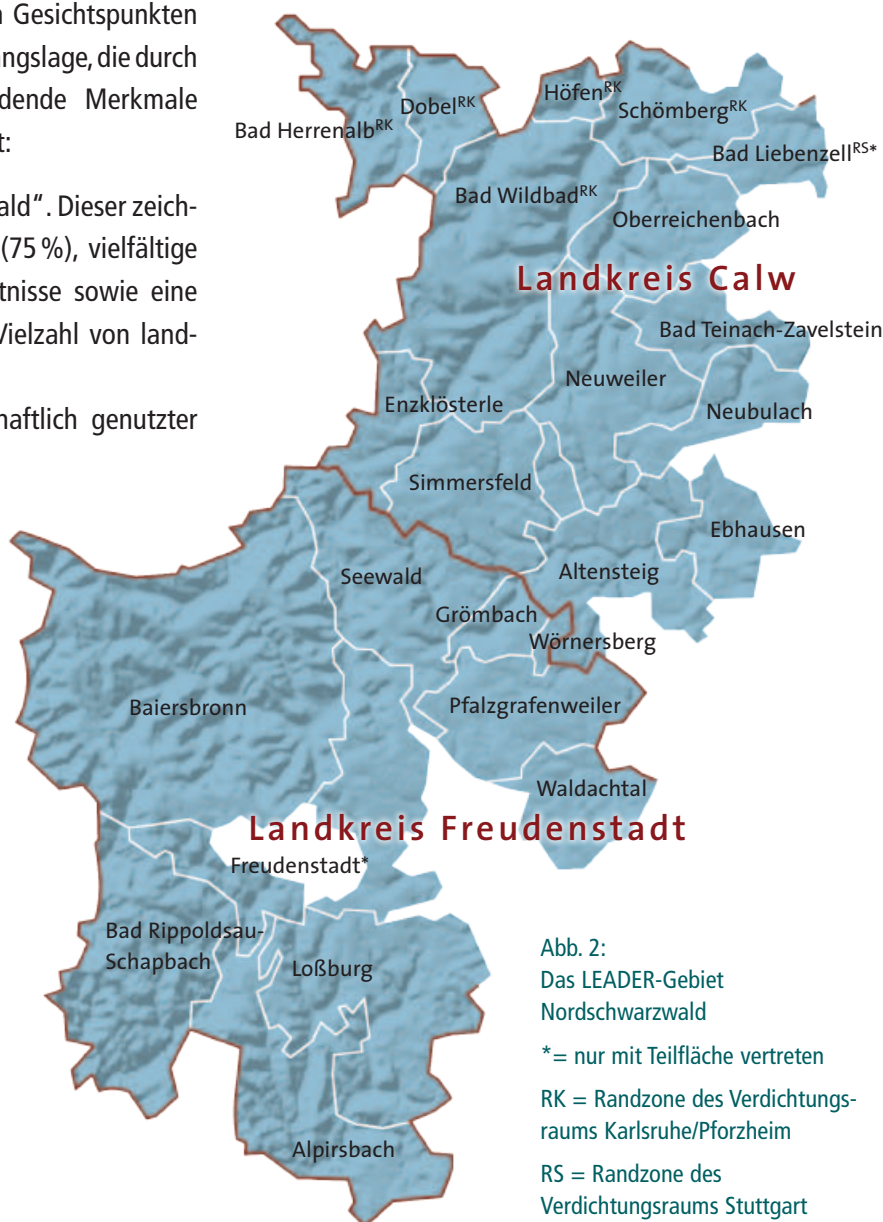 Gesichtspunkten
angslage, die durch
dende Merkmale
t:
ald“. Dieser zeich-
(75 %), vielfältige
tnisse sowie eine
Vielzahl von land-
haftlich genutzter
Bad Herrenalb RK
Dobel RK
Höfen RK
Schömberg RK
Bad Liebenzell RS*
Bad Wildbad RK
Oberreichenbach
Landkreis Calw
Bad Teinach-Zavelstein
Neuweiler
Enzklösterle
Neubulach
Simmersfeld
Ebhausen
Altensteig
Seewald
Grömbach
Wörnersberg
Baiersbronn
Pfalzgrafenweiler
Waldachtal
Landkreis Freudenstadt
Freudenstadt*
Bad Rippoldsau-
Schapbach
Loßburg
Alpirsbach
Abb. 2:
Das LEADER-Gebiet
Nordschwarzwald
*= nur mit Teilfläche vertreten
RK = Randzone des Verdichtungs-
raums Karlsruhe/Pforzheim
RS = Randzone des
Verdichtungsraums Stuttgart